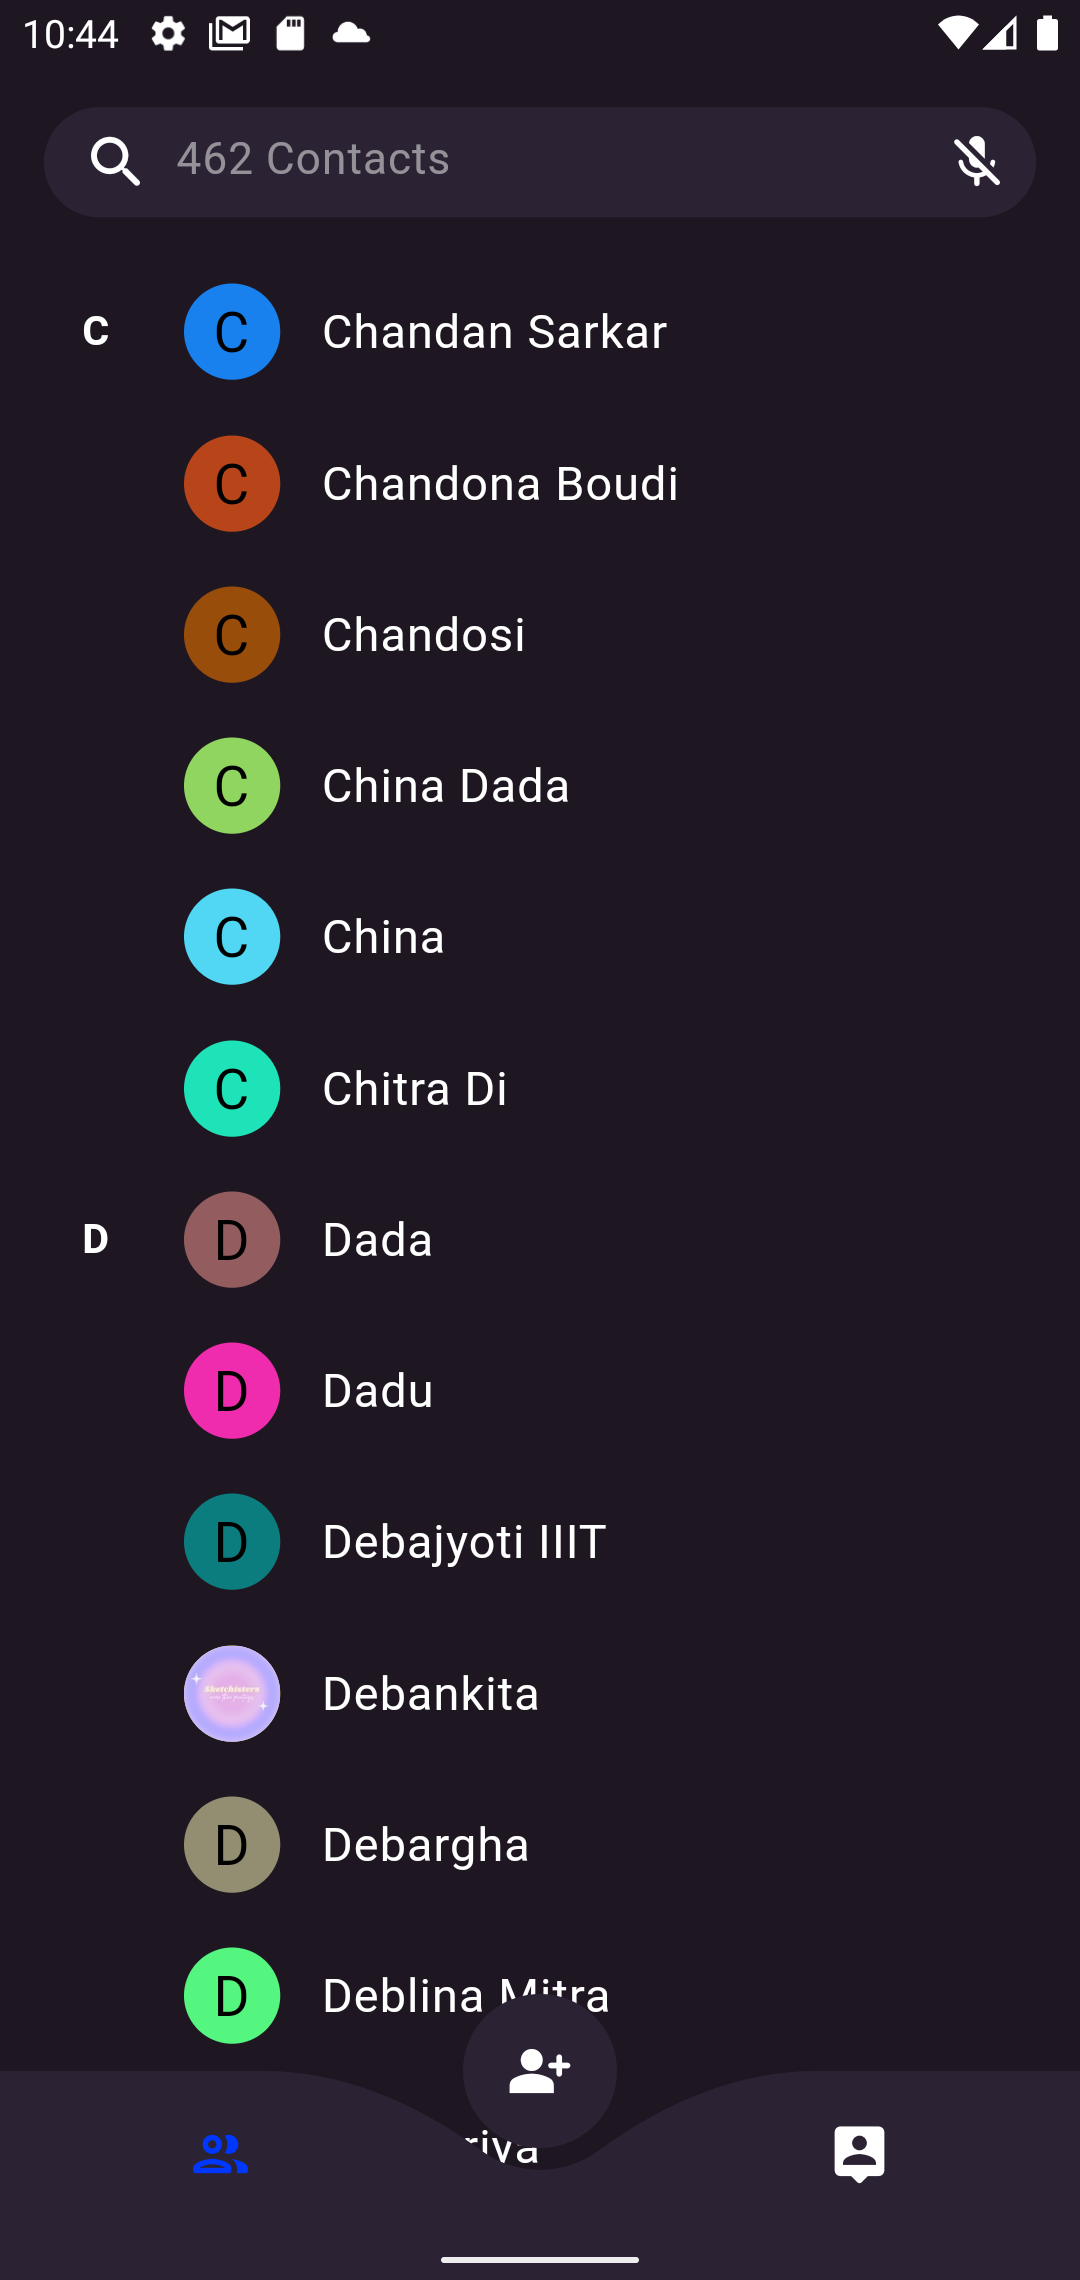 10:44
462 Contacts
C
C Chandan Sarkar
C Chandona Boudi
C Chandosi
C China Dada
C China
C Chitra Di
D
D Dada
D Dadu
D Debajyoti IIIT
Sketchisters
Debankita
D Debargha
D Deblina Mitra